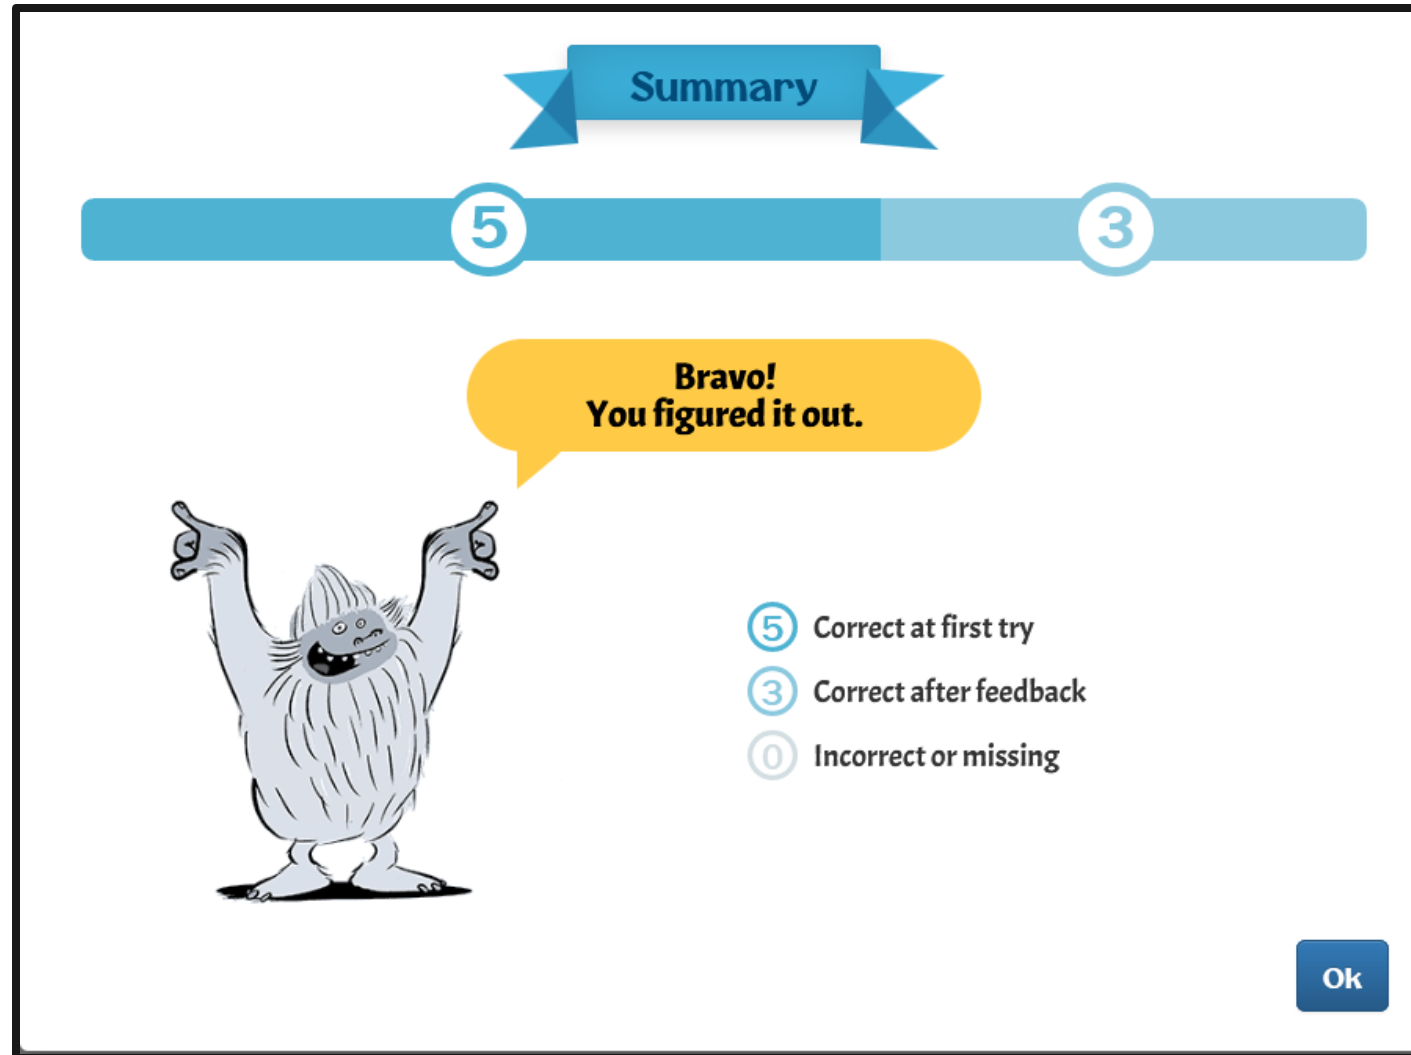 Summary
5
3
Bravo!
You figured it out.
5 Correct at first try
3 Correct after feedback
0 Incorrect or missing
Ok